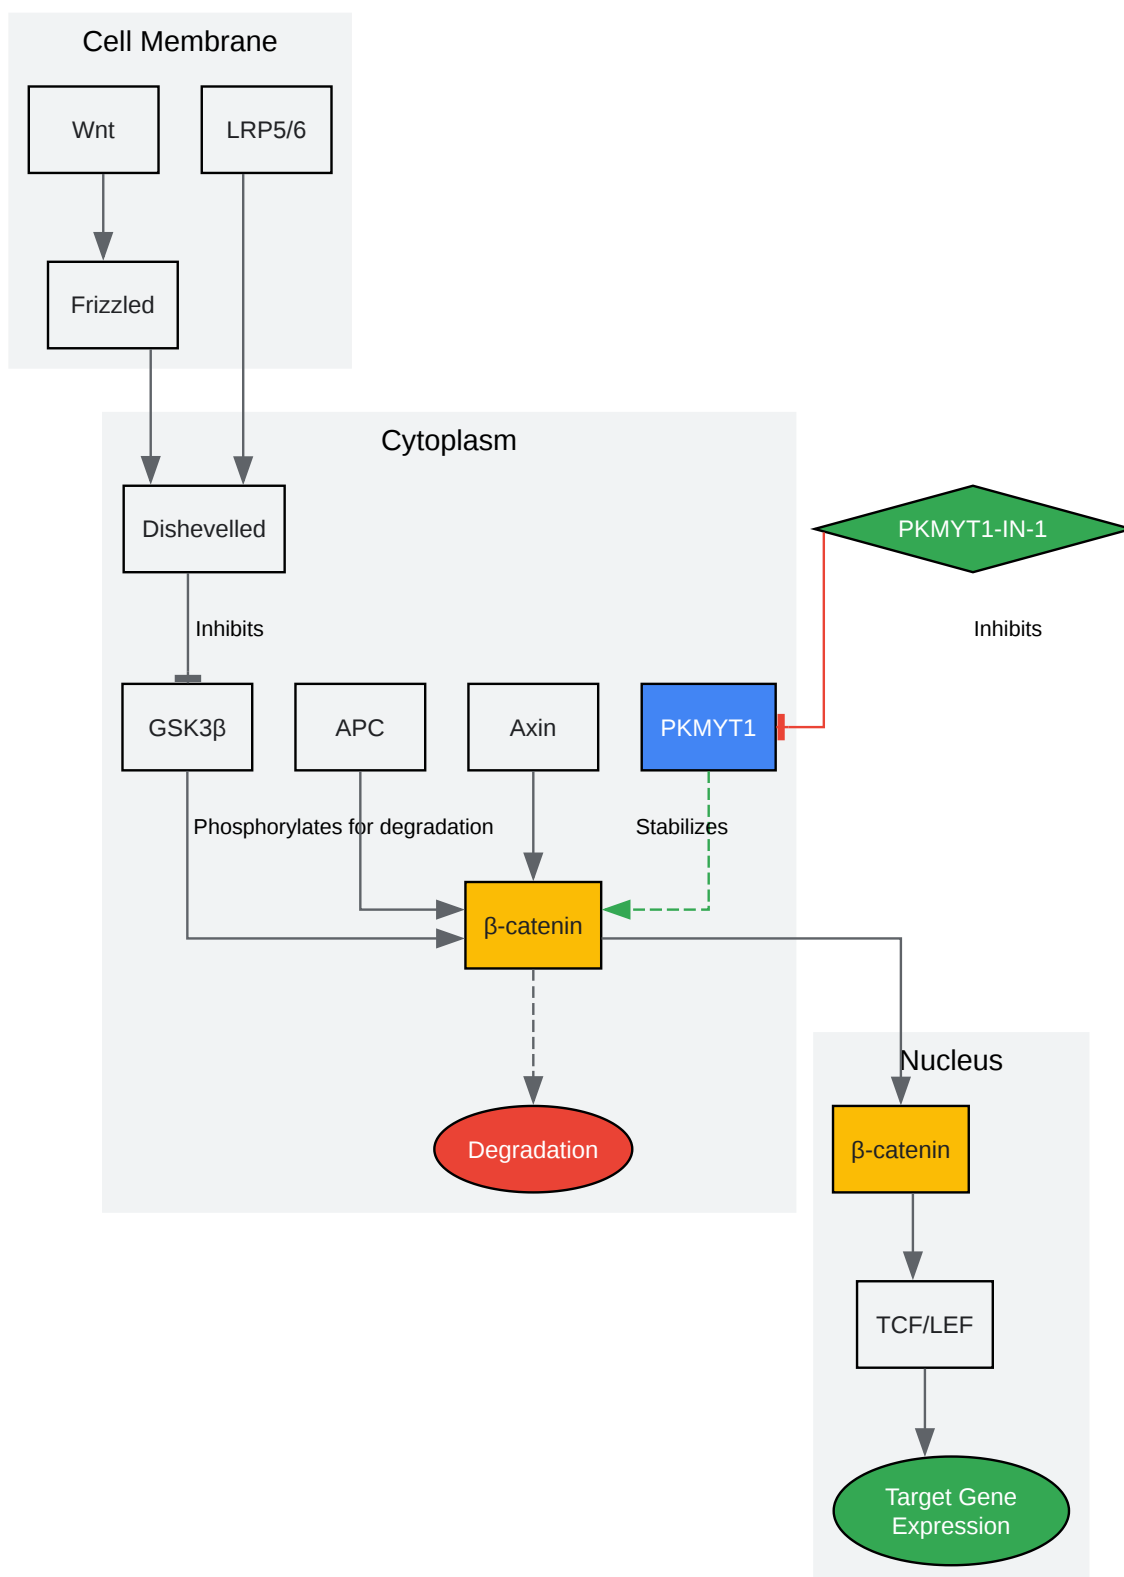 Cell Membrane
Wnt
LRP5/6
Frizzled
Cytoplasm
Dishevelled
PKMYT1-IN-1
Inhibits
Inhibits
GSK3β
APC
Axin
PKMYT1
Phosphorylates for degradation
Stabilizes
β-catenin
Nucleus
Degradation
β-catenin
TCF/LEF
Target Gene
Expression